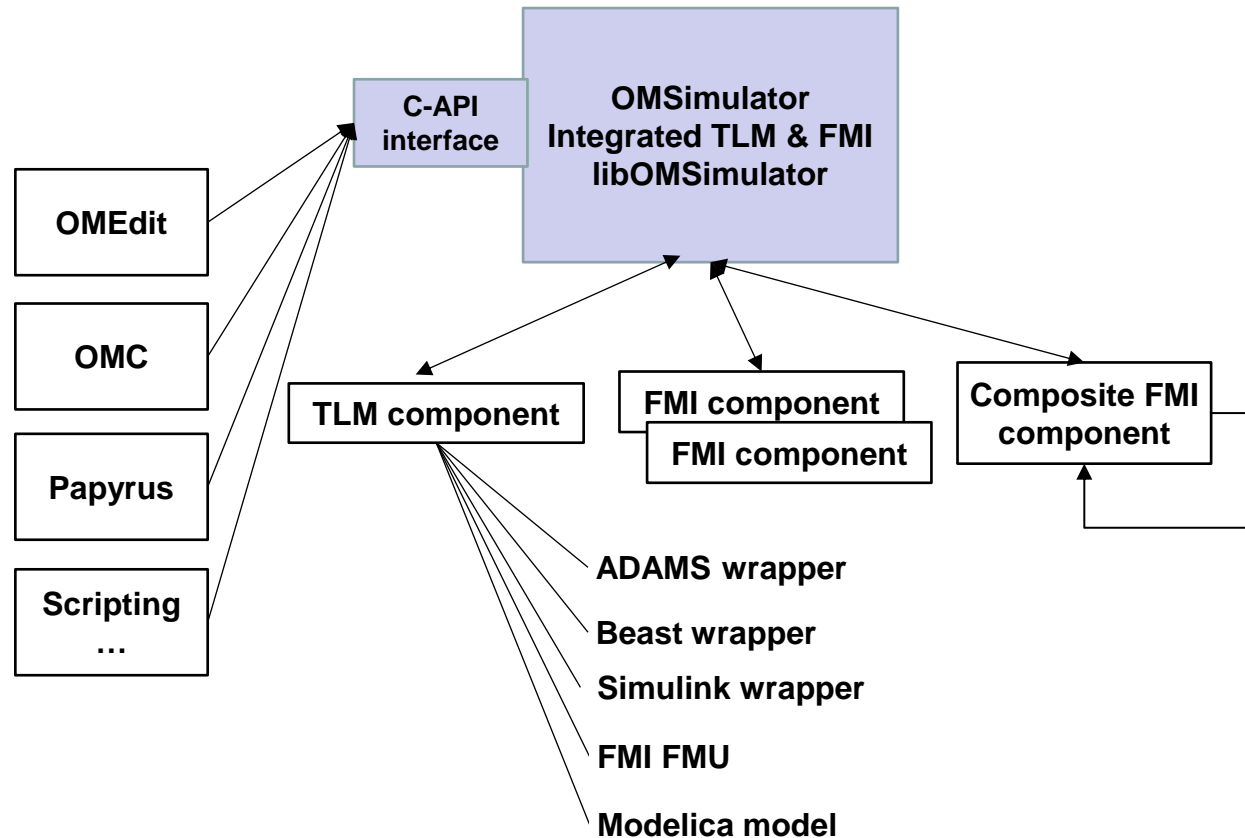 C-API
interface
OMSimulator
Integrated TLM & FMI
libOMSimulator
OMEdit
OMC
Papyrus
Scripting
…
TLM component
FMI component
FMI component
Composite FMI
component
ADAMS wrapper
Beast wrapper
Simulink wrapper
FMI FMU
Modelica model